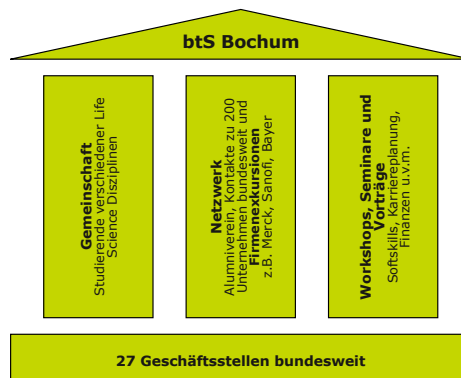 btS Bochum
Gemeinschaft
Studierende verschiedener Life
Science Disziplinen
Netzwerk
Alumniverein, Kontakte zu 200
Unternehmen bundesweit und
Firmenexkursionen
z.B. Merck, Sanofi, Bayer
Workshops, Seminare und
Vorträge
Softskills, Karriereplanung,
Finanzen u.v.m.
27 Geschäftsstellen bundesweit